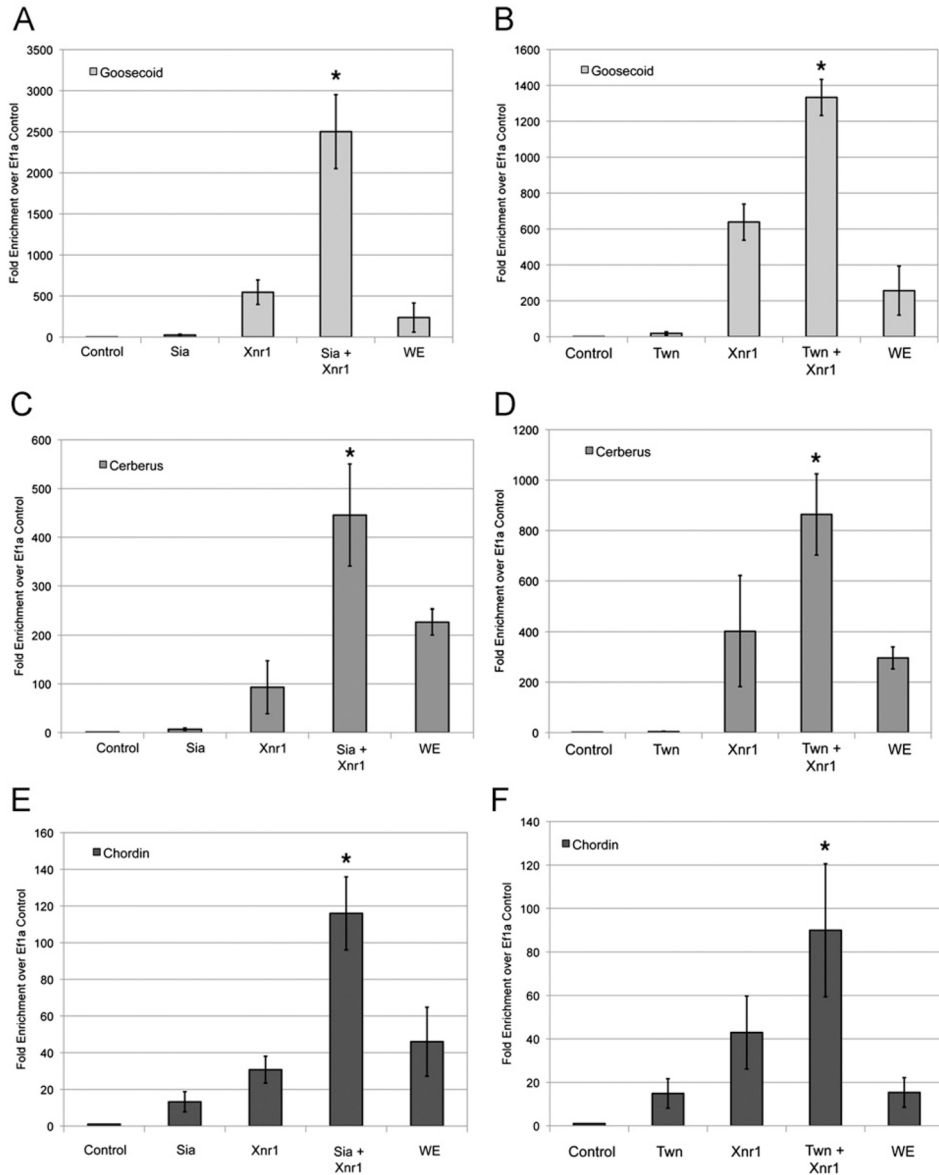 A
Fold Enrichment over Ef1a Control
3500
3000
2500
2000
1500
1000
500
0
Goosecoid
*
Control Sia Xnr1 Sia + WE
Xnr1
B
Fold Enrichment over Ef1a Control
1600
1400
1200
1000
800
600
400
200
0
Goosecoid
*
Control Twn Xnr1 Twn + WE
Xnr1
C
Fold Enrichment over Ef1a Control
600
500
400
300
200
100
0
Cerberus
*
Control Sia Xnr1 Sia + WE
Xnr1
D
Fold Enrichment over Ef1a Control
1200
1000
800
600
400
200
0
Cerberus
*
Control Twn Xnr1 Twn + WE
Xnr1
E
Fold Enrichment over Ef1a Control
160
140
120
100
80
60
40
20
0
Chordin
*
Control Sia Xnr1 Sia + WE
Xnr1
F
Fold Enrichment over Ef1a Control
140
120
100
80
60
40
20
0
Chordin
*
Control Twn Xnr1 Twn + WE
Xnr1